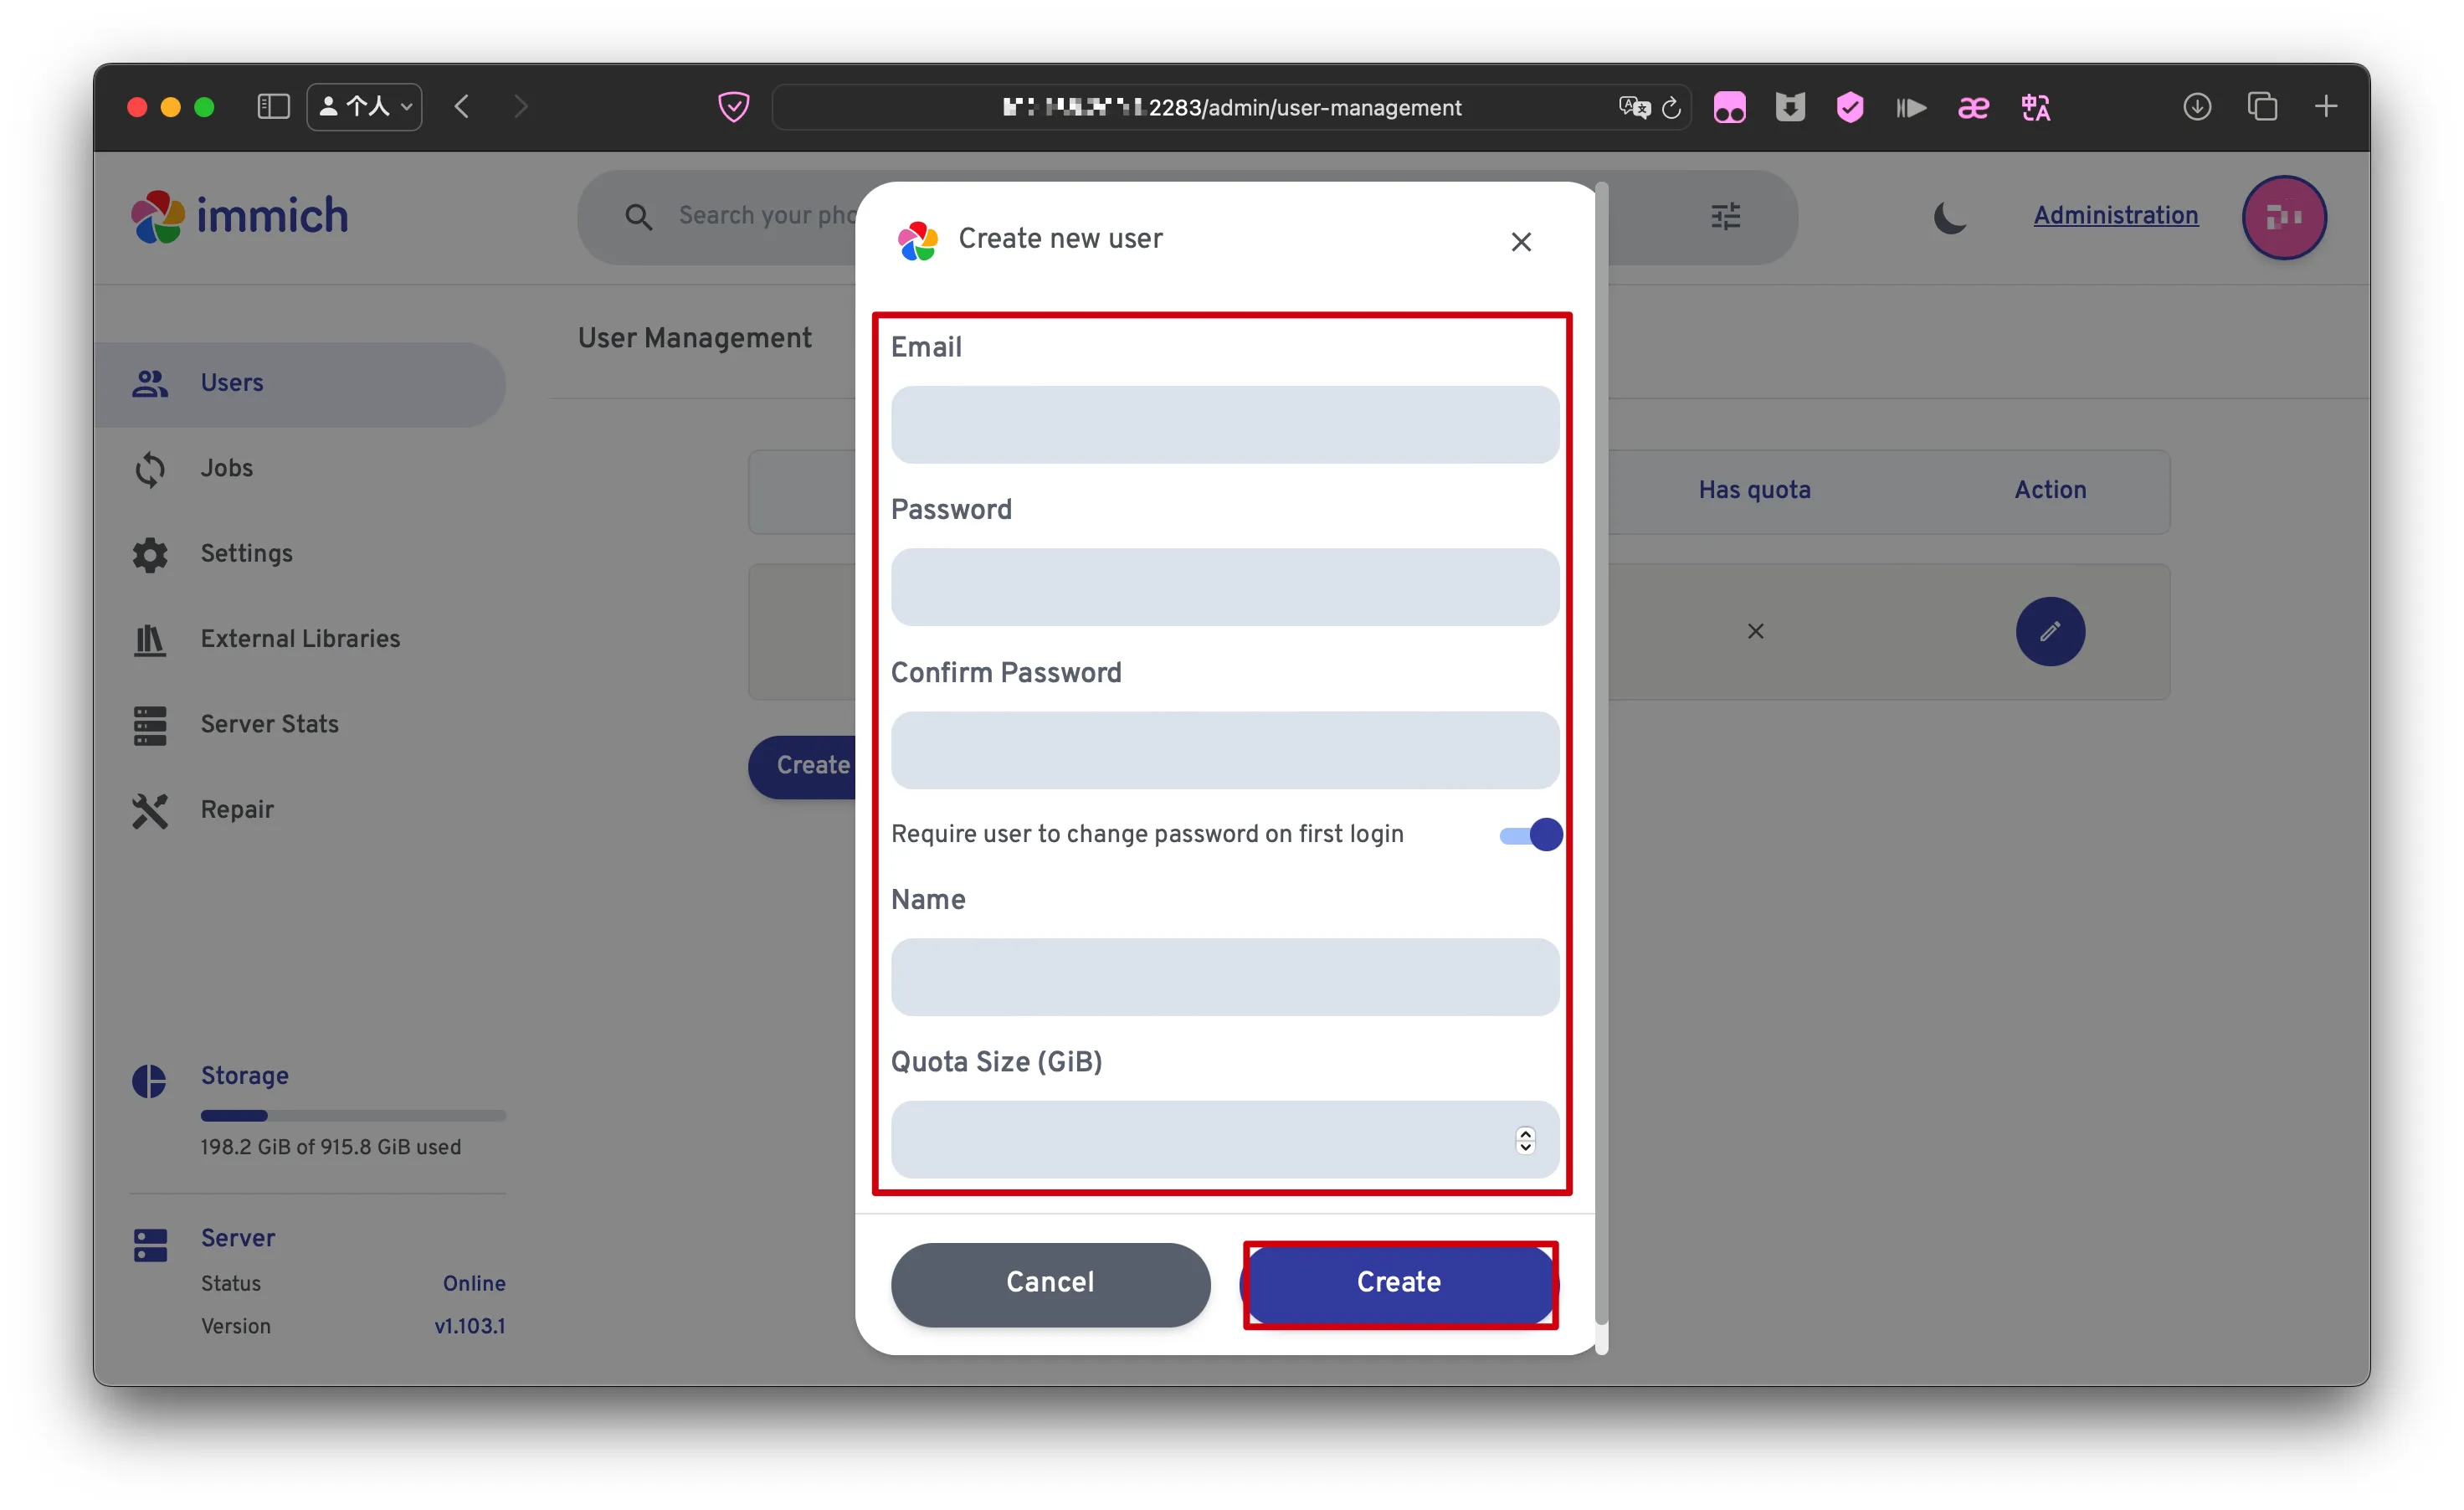 个人
2283/admin/user-management
immich
Search your pho
Administration
Create new user
User Management
Users
Jobs
Settings
External Libraries
Server Stats
Repair
Has quota
Action
Create
Email
Password
Confirm Password
Require user to change password on first login
Name
Quota Size (GiB)
Cancel
Create
Storage
198.2 GiB of 915.8 GiB used
Server
Status Online
Version v1.103.1